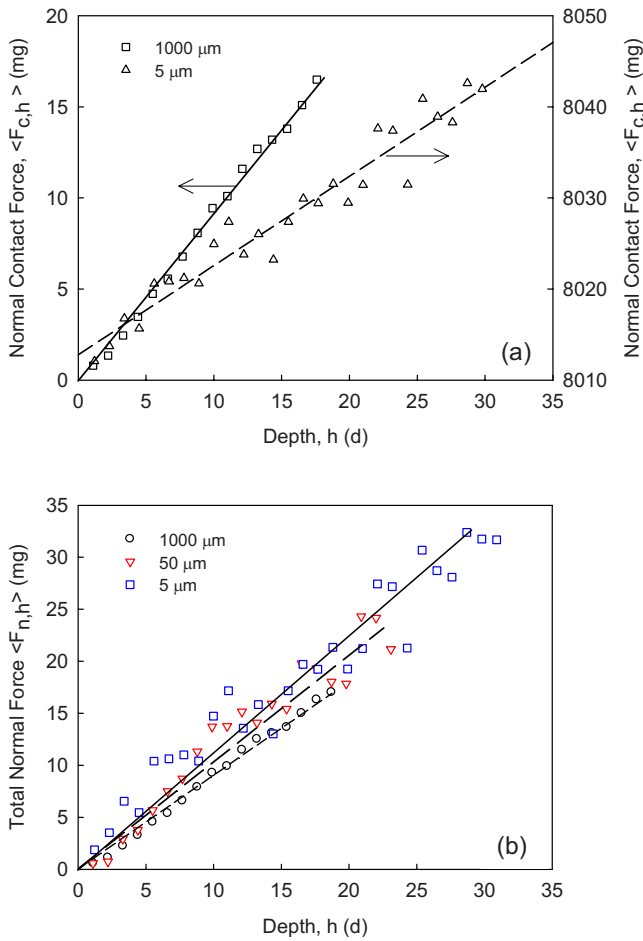 20
8050
1000 μm
5 μm
15
8040
10
8030
5
8020
(a)
0
8010
0 5 10 15 20 25 30 35
Normal Contact Force, <F c,h > (mg)
Normal Contact Force, <F c,h > (mg)
Depth, h (d)
35
1000 μm
30
50 μm
5 μm
25
20
15
10
5
(b)
0
0 5 10 15 20 25 30 35
Total Normal Force <F n,h > (mg)
Depth, h (d)